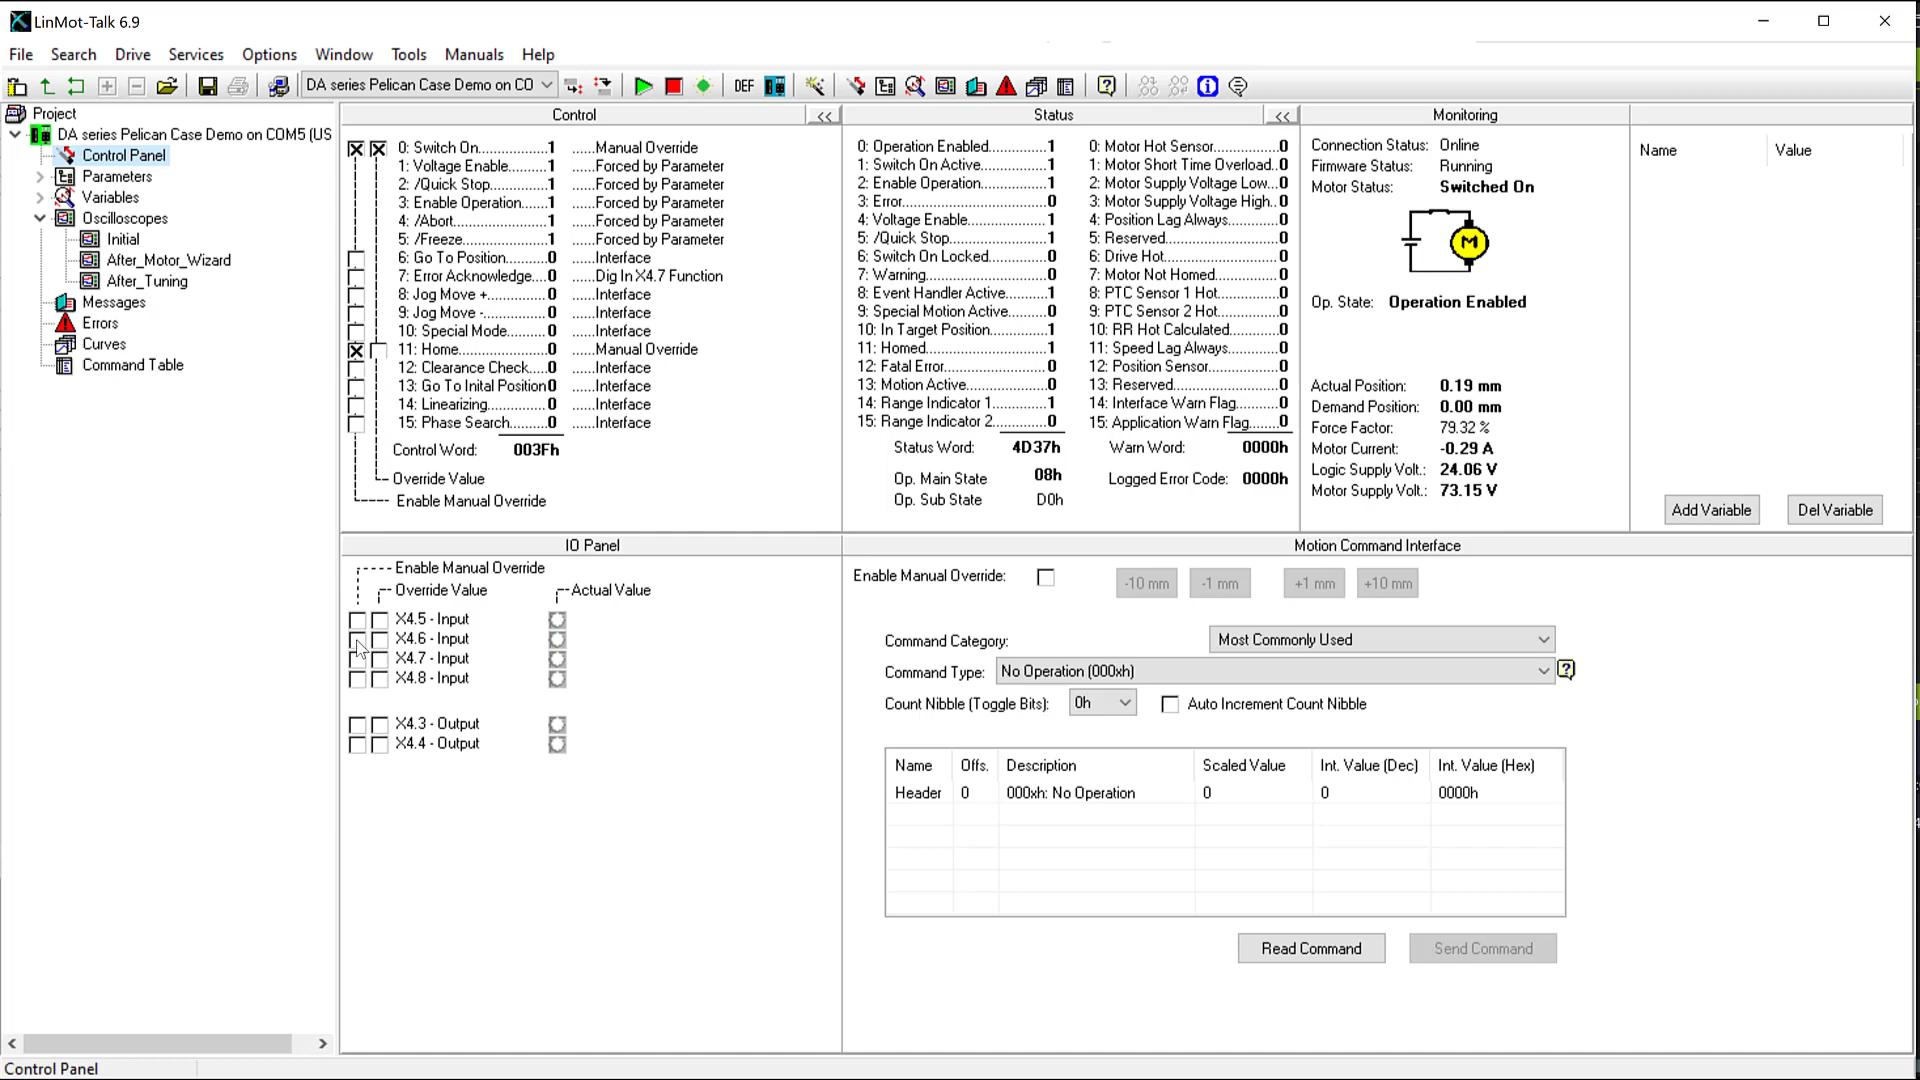 LinMot-Talk 6.9
File Search Drive Services Options Window Tools Manuals Help
DA series Pelican Case Demo on CO DEF
Project
DA series Pelican Case Demo on COM5 (US
Control Panel
Parameters
Variables
Oscilloscopes
Initial
After_Motor_Wizard
After_Tuning
Messages
Errors
Curves
Command Table
Control <<
0: Switch On...............1 ......Manual Override
1: Voltage Enable.......1 ......Forced by Parameter
2: /Quick Stop............1 ......Forced by Parameter
3: Enable Operation.......1 ......Forced by Parameter
4: /Abort.................1 ......Forced by Parameter
5: /Freeze................1 ......Forced by Parameter
6: Go To Position.........0 ......Interface
7: Error Acknowledge....0 ......Dig In X4.7 Function
8: Jog Move +............0 ......Interface
9: Jog Move -............0 ......Interface
10: Special Mode.........0 ......Interface
11: Home..................0 ......Manual Override
12: Clearance Check.....0 ......Interface
13: Go To Inital Position0 ......Interface
14: Linearizing...........0 ......Interface
15: Phase Search.........0 ......Interface
Control Word: 003Fh
Override Value
Enable Manual Override
Status <<
0: Operation Enabled.........1
1: Switch On Active...........1
2: Enable Operation...........1
3: Error.......................0
4: Voltage Enable.............1
5: /Quick Stop................1
6: Switch On Locked...........0
7: Warning....................0
8: Event Handler Active.......1
9: Special Motion Active......0
10: In Target Position........1
11: Homed.....................1
12: Fatal Error...............0
13: Motion Active.............0
14: Range Indicator 1.........1
15: Range Indicator 2.........0
Status Word: 4D37h
Op. Main State 08h
Op. Sub State D0h
0: Motor Hot Sensor...........0
1: Motor Short Time Overload..0
2: Motor Supply Voltage Low...0
3: Motor Supply Voltage High..0
4: Position Lag Always........0
5: Reserved...................0
6: Drive Hot..................0
7: Motor Not Homed............0
8: PTC Sensor 1 Hot...........0
9: PTC Sensor 2 Hot...........0
10: RR Hot Calculated.........0
11: Speed Lag Always..........0
12: Position Sensor...........0
13: Reserved..................0
14: Interface Warn Flag.......0
15: Application Warn Flag.....0
Warn Word: 0000h
Logged Error Code: 0000h
Monitoring
Connection Status: Online
Firmware Status: Running
Motor Status: Switched On
M
Op. State: Operation Enabled
Actual Position: 0.19 mm
Demand Position: 0.00 mm
Force Factor: 79.32 %
Motor Current: -0.29 A
Logic Supply Volt.: 24.06 V
Motor Supply Volt.: 73.15 V
Name Value
Add Variable Del Variable
IO Panel
Enable Manual Override
Override Value Actual Value
X4.5 - Input
X4.6 - Input
X4.7 - Input
X4.8 - Input
X4.3 - Output
X4.4 - Output
Motion Command Interface
Enable Manual Override: -10 mm -1 mm +1 mm +10 mm
Command Category: Most Commonly Used
Command Type: No Operation (000xh) ?
Count Nibble (Toggle Bits): 0h Auto Increment Count Nibble
Name Offs. Description Scaled Value Int. Value (Dec) Int. Value (Hex)
Header 0 000xh: No Operation 0 0 0000h
Read Command Send Command
Control Panel